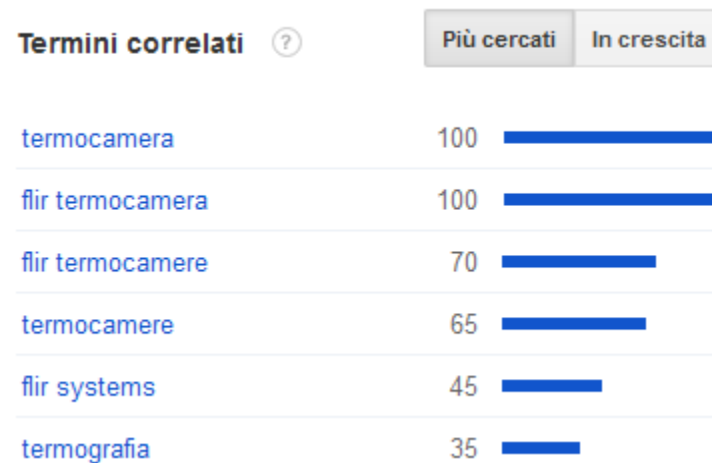 Termini correlati ? Più cercati In crescita
termocamera 100
flir termocamera 100
flir termocamere 70
termocamere 65
flir systems 45
termografia 35